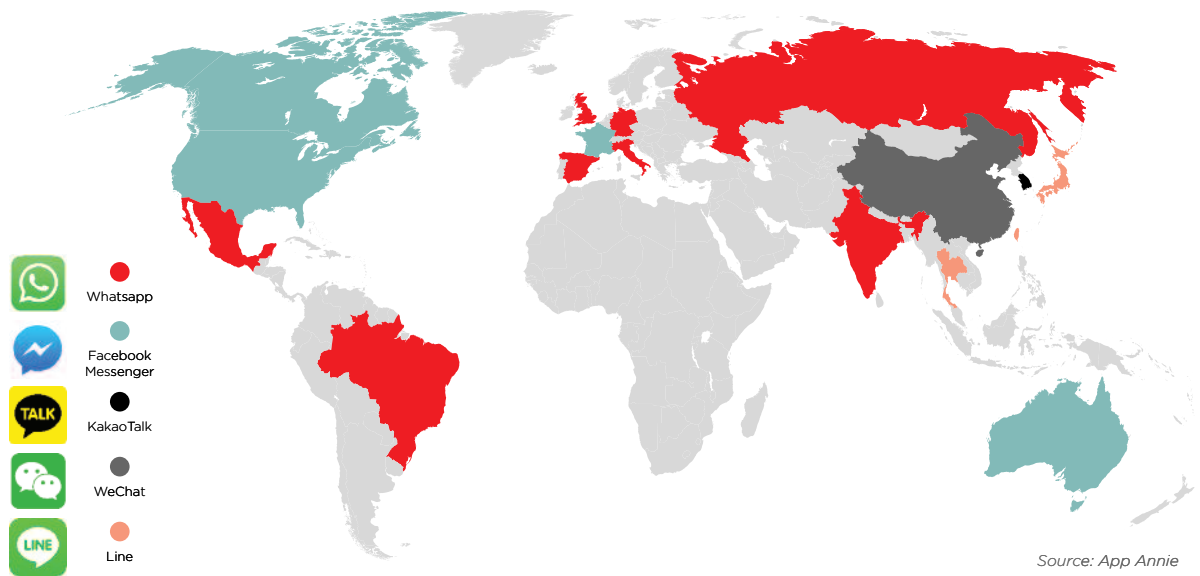 Whatsapp
Facebook
Messenger
TALK
KakaoTalk
WeChat
LINE
Line
Source: App Annie